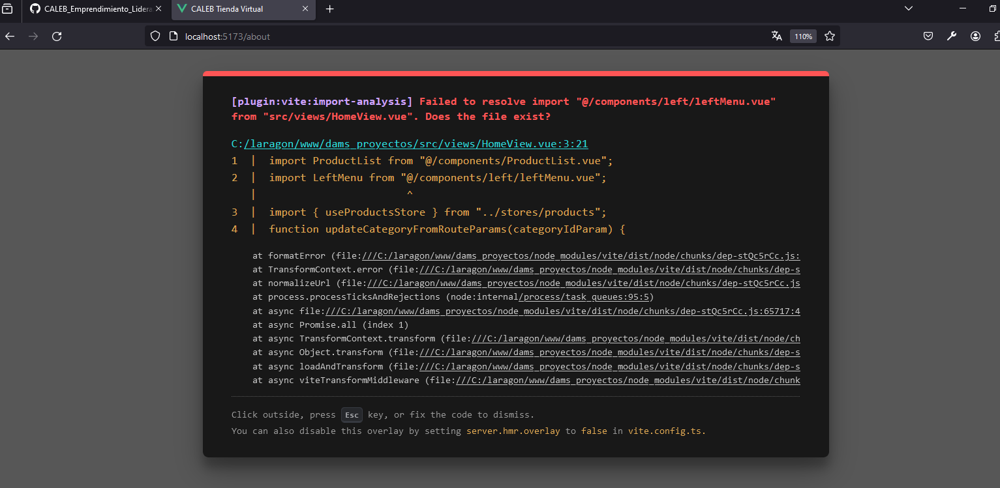 CALEB_Emprendimiento_Lidera
CALEB Tienda Virtual
localhost:5173/about
110%
[plugin:vite:import-analysis] Failed to resolve import "@/components/left/leftMenu.vue"
from "src/views/HomeView.vue". Does the file exist?
C:/laragon/www/dams_proyectos/src/views/HomeView.vue:3:21
1 | import ProductList from "@/components/ProductList.vue";
2 | import LeftMenu from "@/components/left/leftMenu.vue";
| ^
3 | import { useProductsStore } from "../stores/products";
4 | function updateCategoryFromRouteParams(categoryIdParam) {
at formatError (file:///C:/laragon/www/dams_proyectos/node_modules/vite/dist/node/chunks/dep-stQc5rCc.js:
at TransformContext.error (file:///C:/laragon/www/dams_proyectos/node_modules/vite/dist/node/chunks/dep-s
at normalizeUrl (file:///C:/laragon/www/dams_proyectos/node_modules/vite/dist/node/chunks/dep-stQc5rCc.js
at process.processTicksAndRejections (node:internal/process/task_queues:95:5)
at async file:///C:/laragon/www/dams_proyectos/node_modules/vite/dist/node/chunks/dep-stQc5rCc.js:65717:4
at async Promise.all (index 1)
at async TransformContext.transform (file:///C:/laragon/www/dams_proyectos/node_modules/vite/dist/node/ch
at async Object.transform (file:///C:/laragon/www/dams_proyectos/node_modules/vite/dist/node/chunks/dep-s
at async loadAndTransform (file:///C:/laragon/www/dams_proyectos/node_modules/vite/dist/node/chunks/dep-s
at async viteTransformMiddleware (file:///C:/laragon/www/dams_proyectos/node_modules/vite/dist/node/chunk
Click outside, press Esc key, or fix the code to dismiss.
You can also disable this overlay by setting server.hmr.overlay to false in vite.config.ts.